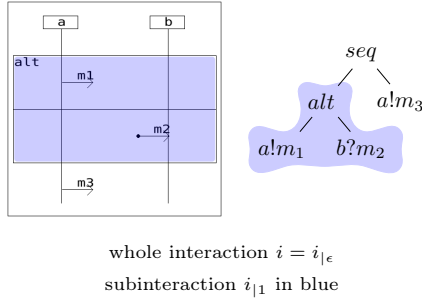 a b
alt
m1
m2
m3
seq
alt a!m₃
a!m₁ b?m₂
whole interaction i = i|ϵ
subinteraction i|1 in blue